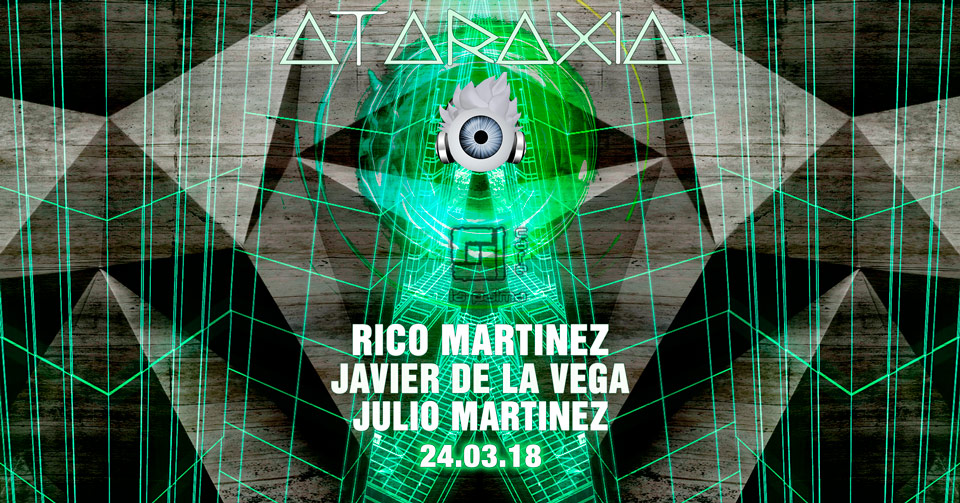 ATARAXIA
RICO MARTINEZ
JAVIER DE LA VEGA
JULIO MARTINEZ
24.03.18